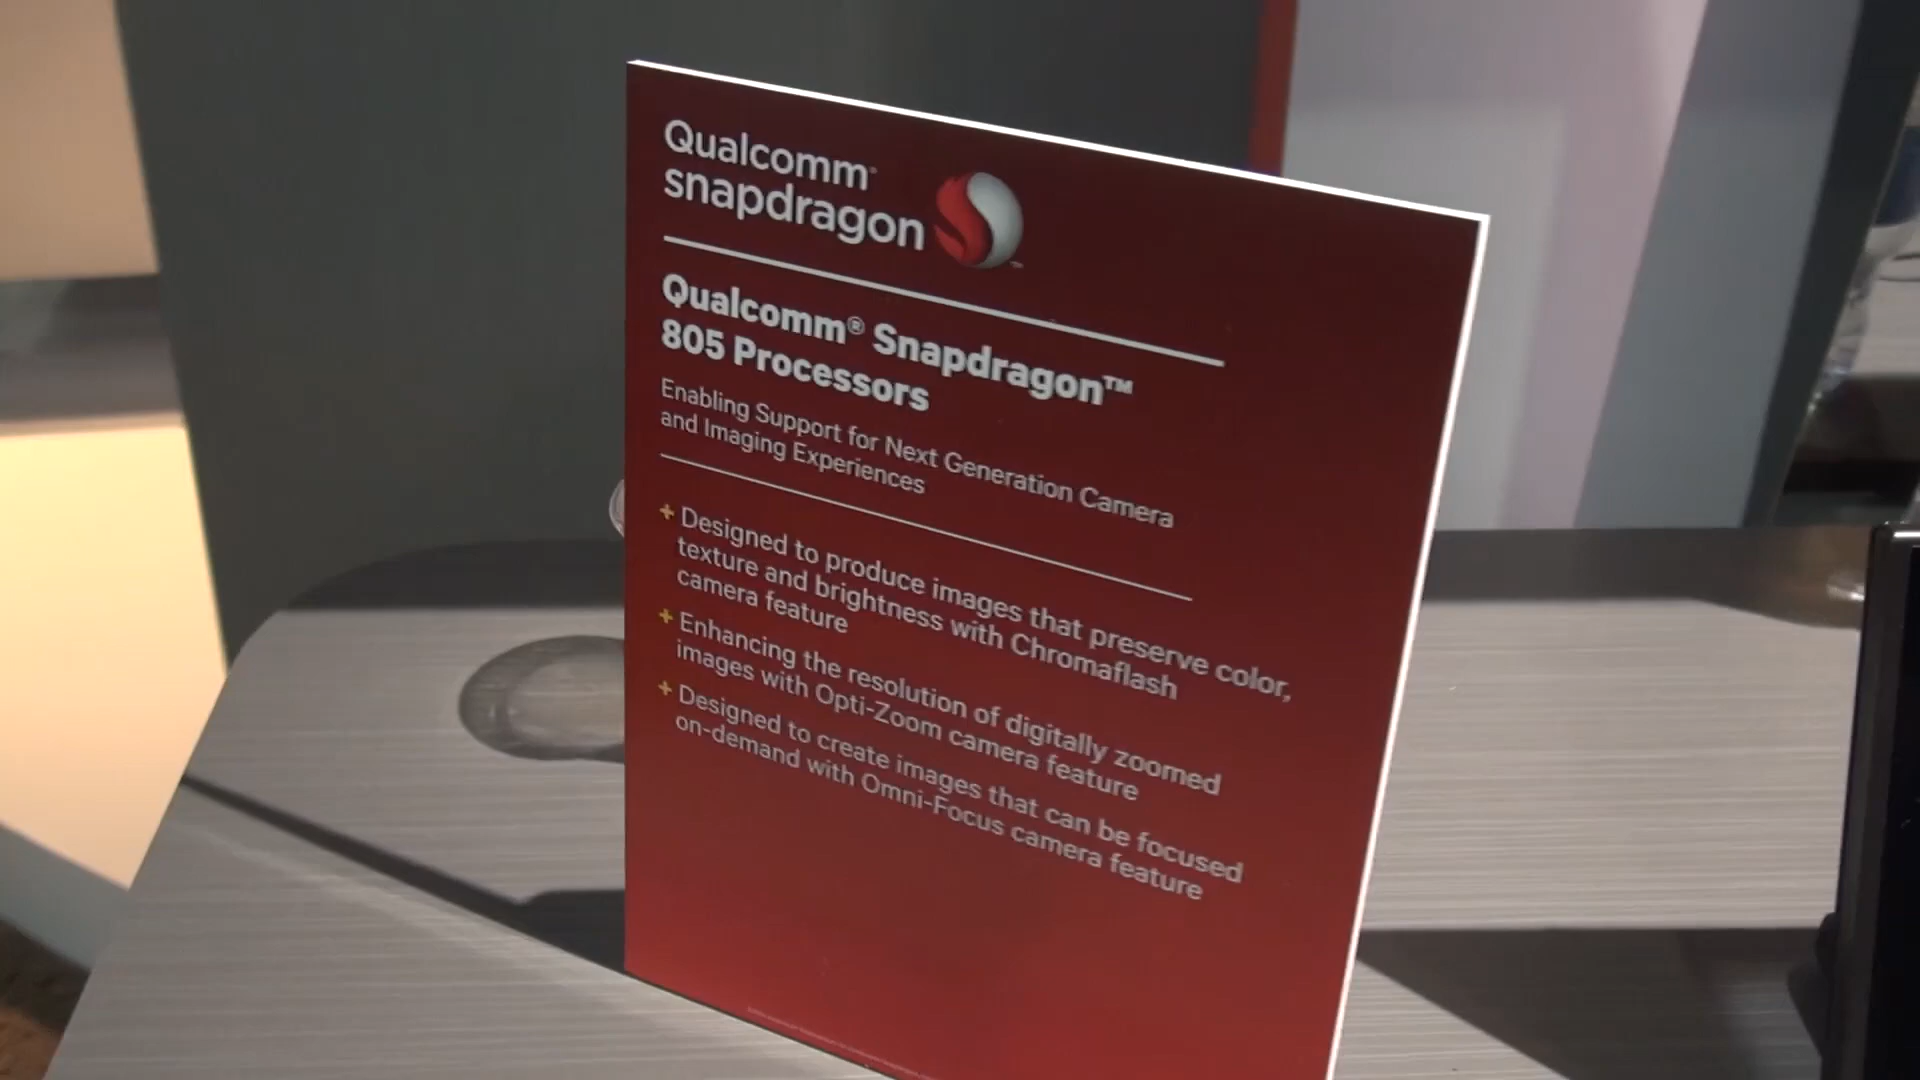 Qualcomm
snapdragon
Qualcomm® Snapdragon™
805 Processors
Enabling Support for Next Generation Camera
and Imaging Experiences
+ Designed to produce images that preserve color,
texture and brightness with Chromaflash
camera feature
+ Enhancing the resolution of digitally zoomed
images with Opti-Zoom camera feature
+ Designed to create images that can be focused
on-demand with Omni-Focus camera feature